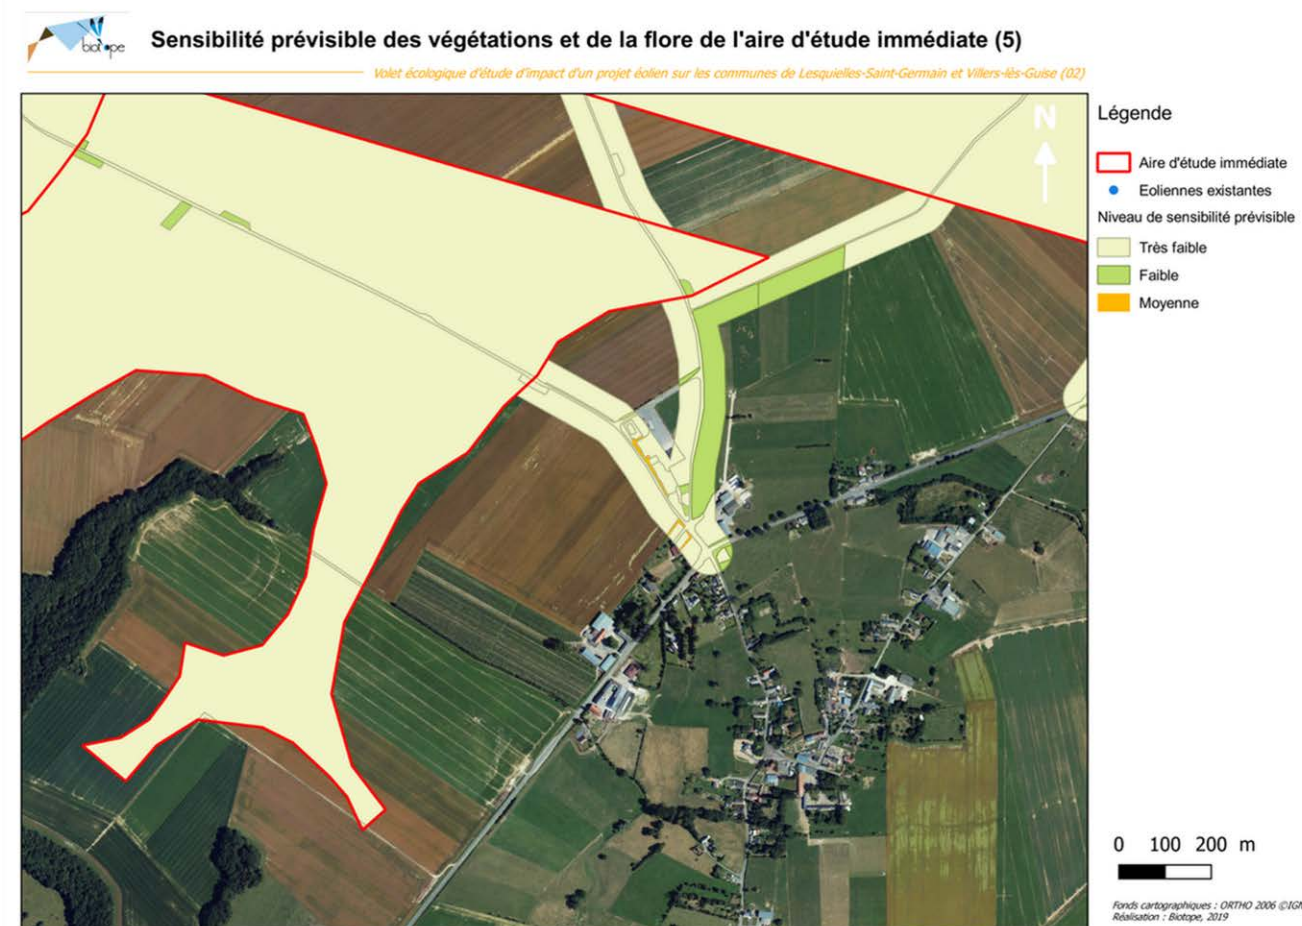 biotope
Sensibilité prévisible des végétations et de la flore de l'aire d'étude immédiate (5)
Volet écologique d'étude d'impact d'un projet éolien sur les communes de Lesquielles-Saint-Germain et Villers-lès-Guise (02)
N
Légende
Aire d'étude immédiate
Eoliennes existantes
Niveau de sensibilité prévisible
Très faible
Faible
Moyenne
0 100 200 m
Fonds cartographiques : ORTHO 2006 ©IGN
Réalisation : Biotope, 2019